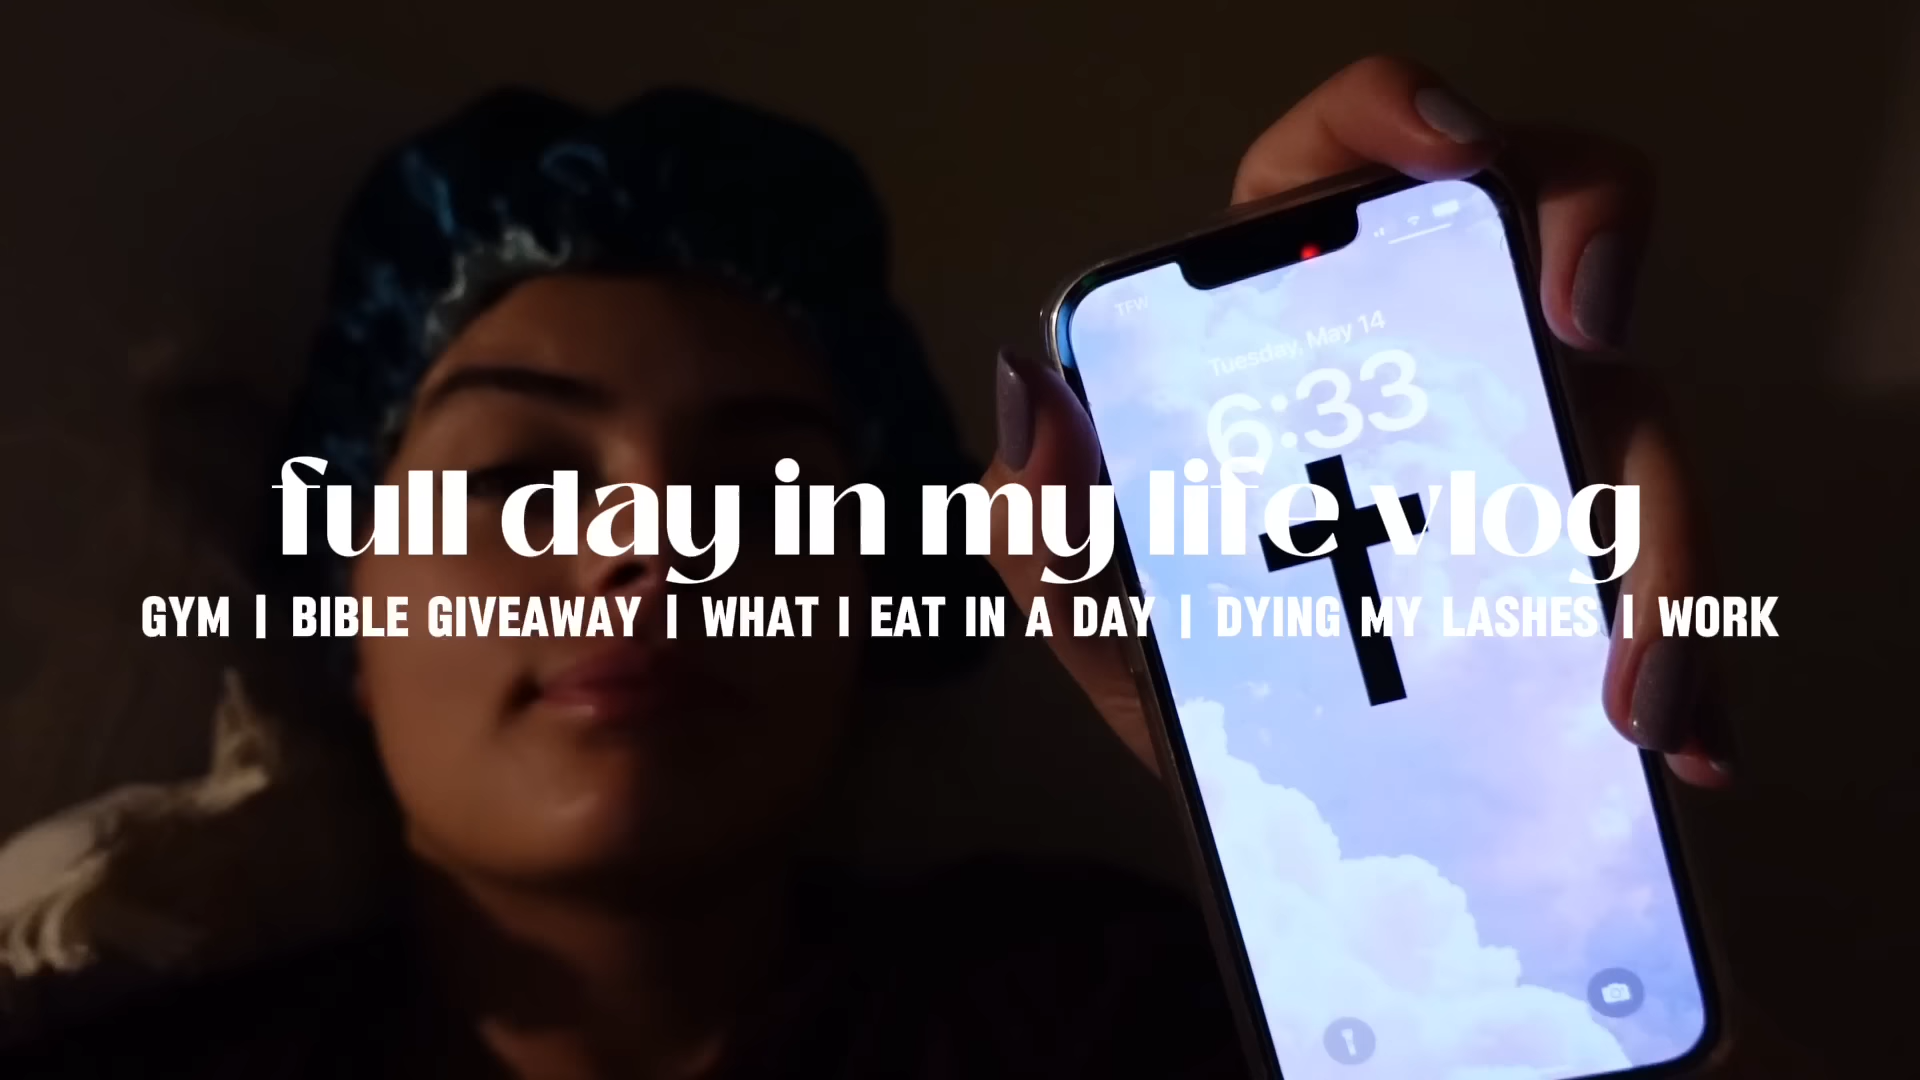 TFW
Tuesday, May 14
6:33
full day in my life vlog
GYM | BIBLE GIVEAWAY | WHAT I EAT IN A DAY | DYING MY LASHES | WORK